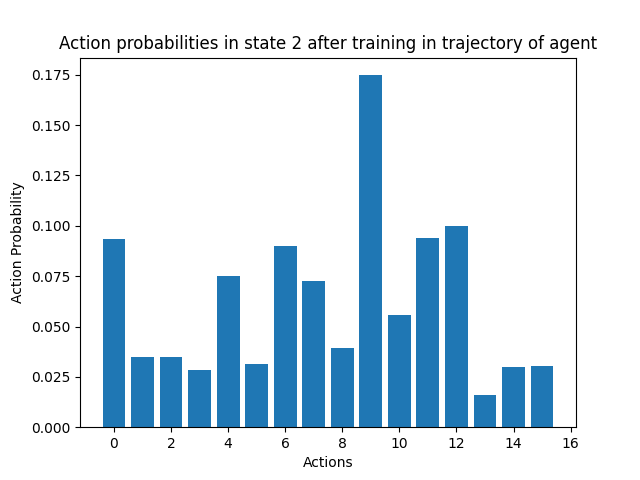 Action probabilities in state 2 after training in trajectory of agent
0.175
0.150
0.125
0.100
0.075
0.050
0.025
0.000
Action Probability
0 2 4 6 8 10 12 14 16
Actions